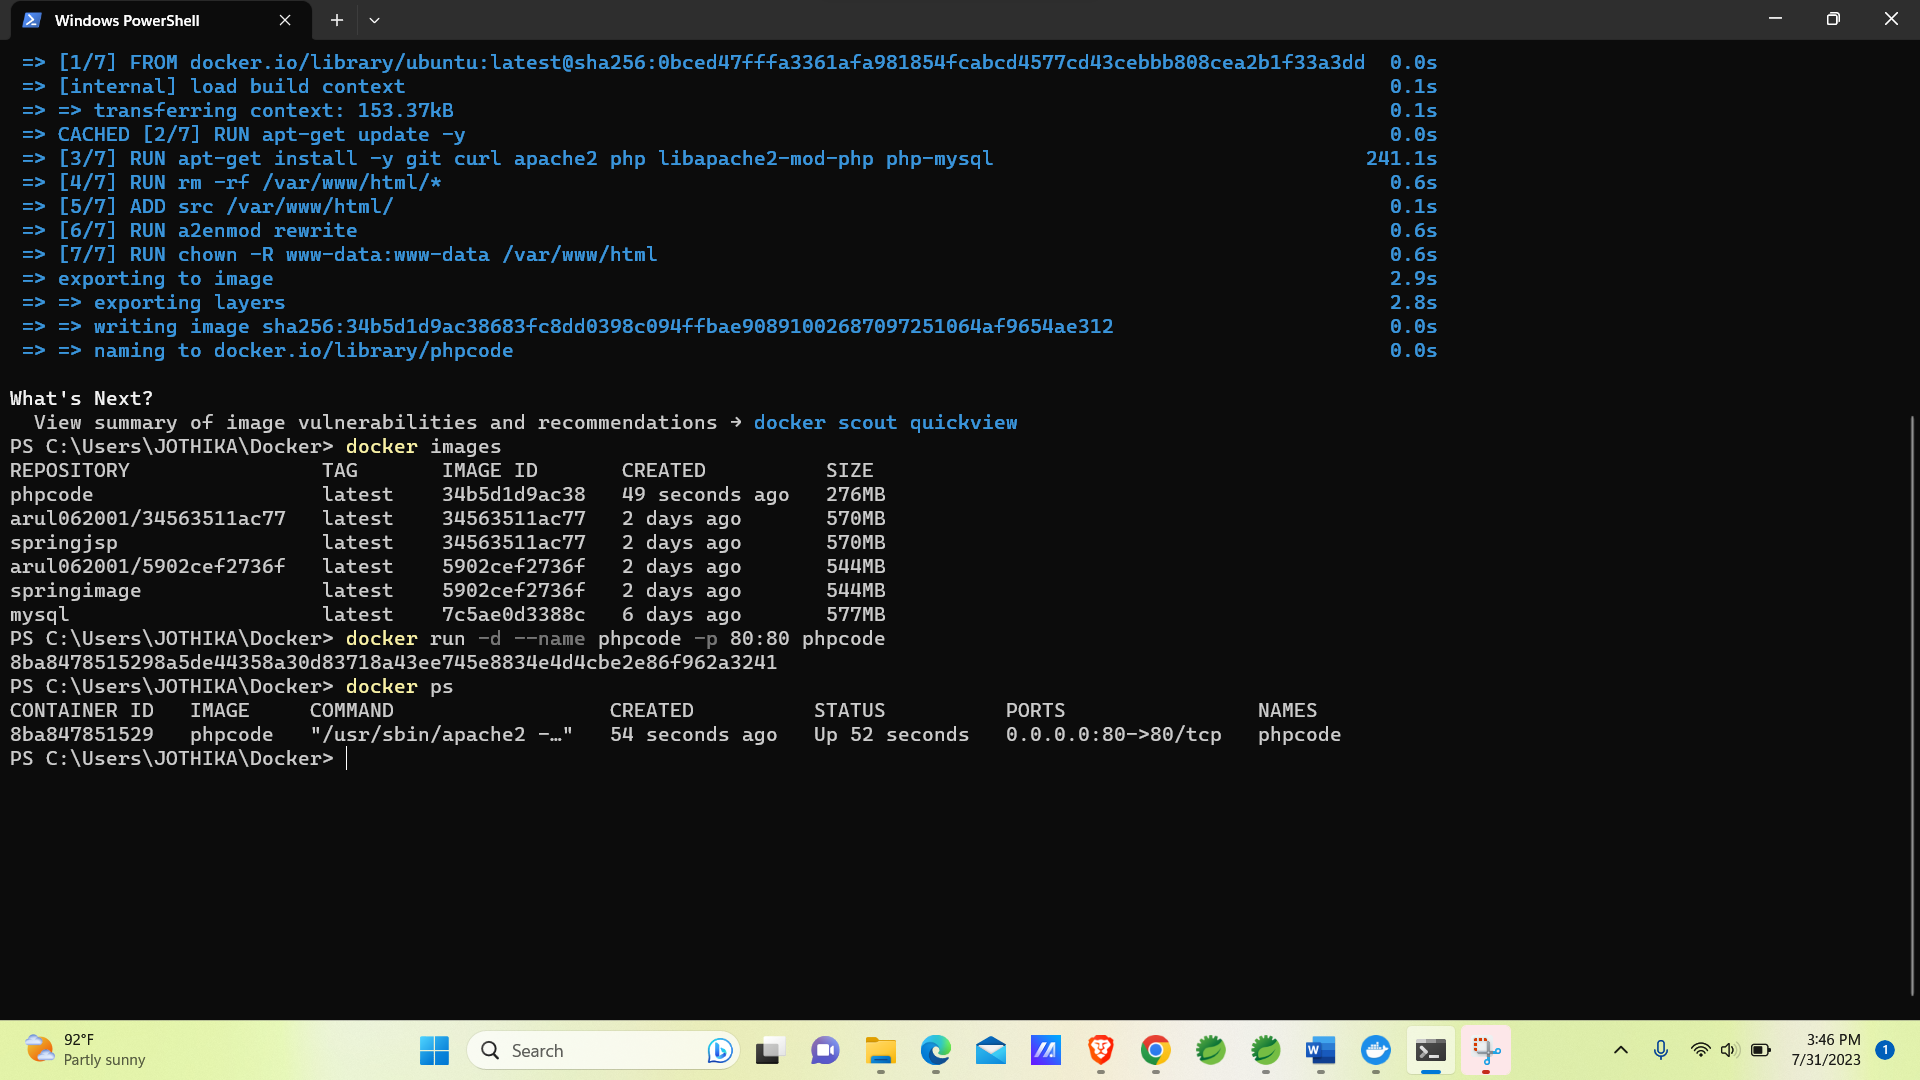 Windows PowerShell
=> [1/7] FROM docker.io/library/ubuntu:latest@sha256:0bced47fffa3361afa981854fcabcd4577cd43cebbb808cea2b1f33a3dd 0.0s
=> [internal] load build context 0.1s
=> => transferring context: 153.37kB 0.1s
=> CACHED [2/7] RUN apt-get update -y 0.0s
=> [3/7] RUN apt-get install -y git curl apache2 php libapache2-mod-php php-mysql 241.1s
=> [4/7] RUN rm -rf /var/www/html/* 0.6s
=> [5/7] ADD src /var/www/html/ 0.1s
=> [6/7] RUN a2enmod rewrite 0.6s
=> [7/7] RUN chown -R www-data:www-data /var/www/html 0.6s
=> exporting to image 2.9s
=> => exporting layers 2.8s
=> => writing image sha256:34b5d1d9ac38683fc8dd0398c094ffbae90891002687097251064af9654ae312 0.0s
=> => naming to docker.io/library/phpcode 0.0s
What's Next?
View summary of image vulnerabilities and recommendations → docker scout quickview
PS C:\Users\JOTHIKA\Docker> docker images
REPOSITORY TAG IMAGE ID CREATED SIZE
phpcode latest 34b5d1d9ac38 49 seconds ago 276MB
arul062001/34563511ac77 latest 34563511ac77 2 days ago 570MB
springjsp latest 34563511ac77 2 days ago 570MB
arul062001/5902cef2736f latest 5902cef2736f 2 days ago 544MB
springimage latest 5902cef2736f 2 days ago 544MB
mysql latest 7c5ae0d3388c 6 days ago 577MB
PS C:\Users\JOTHIKA\Docker> docker run -d --name phpcode -p 80:80 phpcode
8ba8478515298a5de44358a30d83718a43ee745e8834e4d4cbe2e86f962a3241
PS C:\Users\JOTHIKA\Docker> docker ps
CONTAINER ID IMAGE COMMAND CREATED STATUS PORTS NAMES
8ba847851529 phpcode "/usr/sbin/apache2 -…" 54 seconds ago Up 52 seconds 0.0.0.0:80->80/tcp phpcode
PS C:\Users\JOTHIKA\Docker>
92°F
Partly sunny
Search
3:46 PM
7/31/2023
1